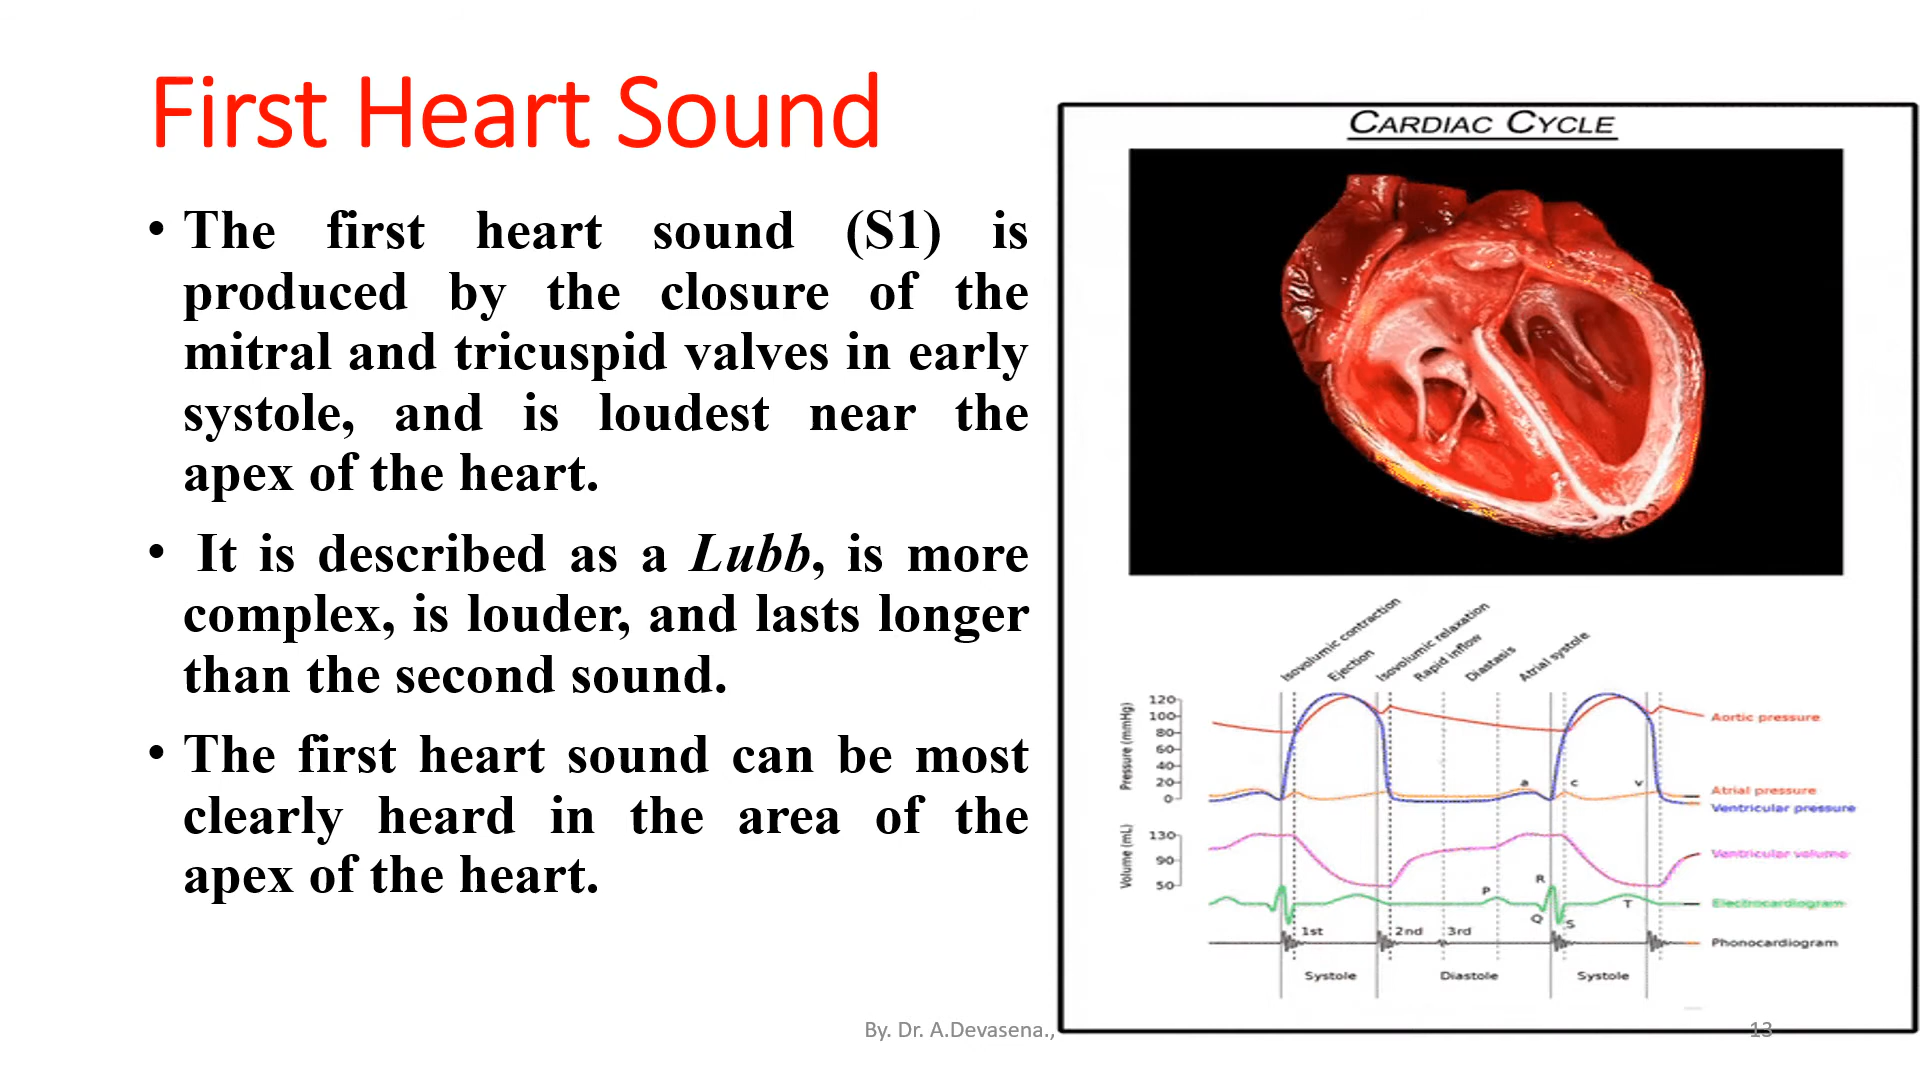 First Heart Sound
• The first heart sound (S1) is
produced by the closure of the
mitral and tricuspid valves in early
systole, and is loudest near the
apex of the heart.
• It is described as a Lubb, is more
complex, is louder, and lasts longer
than the second sound.
• The first heart sound can be most
clearly heard in the area of the
apex of the heart.
CARDIAC CYCLE
Isovolumic contraction
Ejection
Isovolumic relaxation
Rapid inflow
Diastasis
Atrial systole
Pressure (mmHg)
120
100
80
60
40
20
0
a
c
v
Aortic pressure
Atrial pressure
Ventricular pressure
Volume (mL)
130
90
50
Ventricular volume
R
P
Q
S
T
Electrocardiogram
1st
2nd
3rd
Phonocardiogram
Systole
Diastole
Systole
By. Dr. A.Devasena.,
13